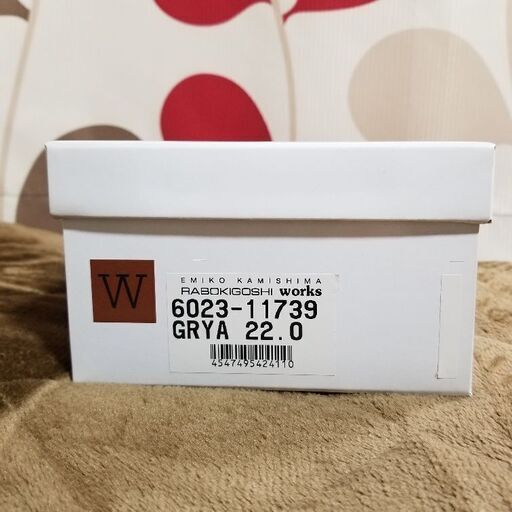 W
EMIKO KAMISHIMA
RABOKIGOSHI works
6023-11739
GRYA 22.0
4547495424110